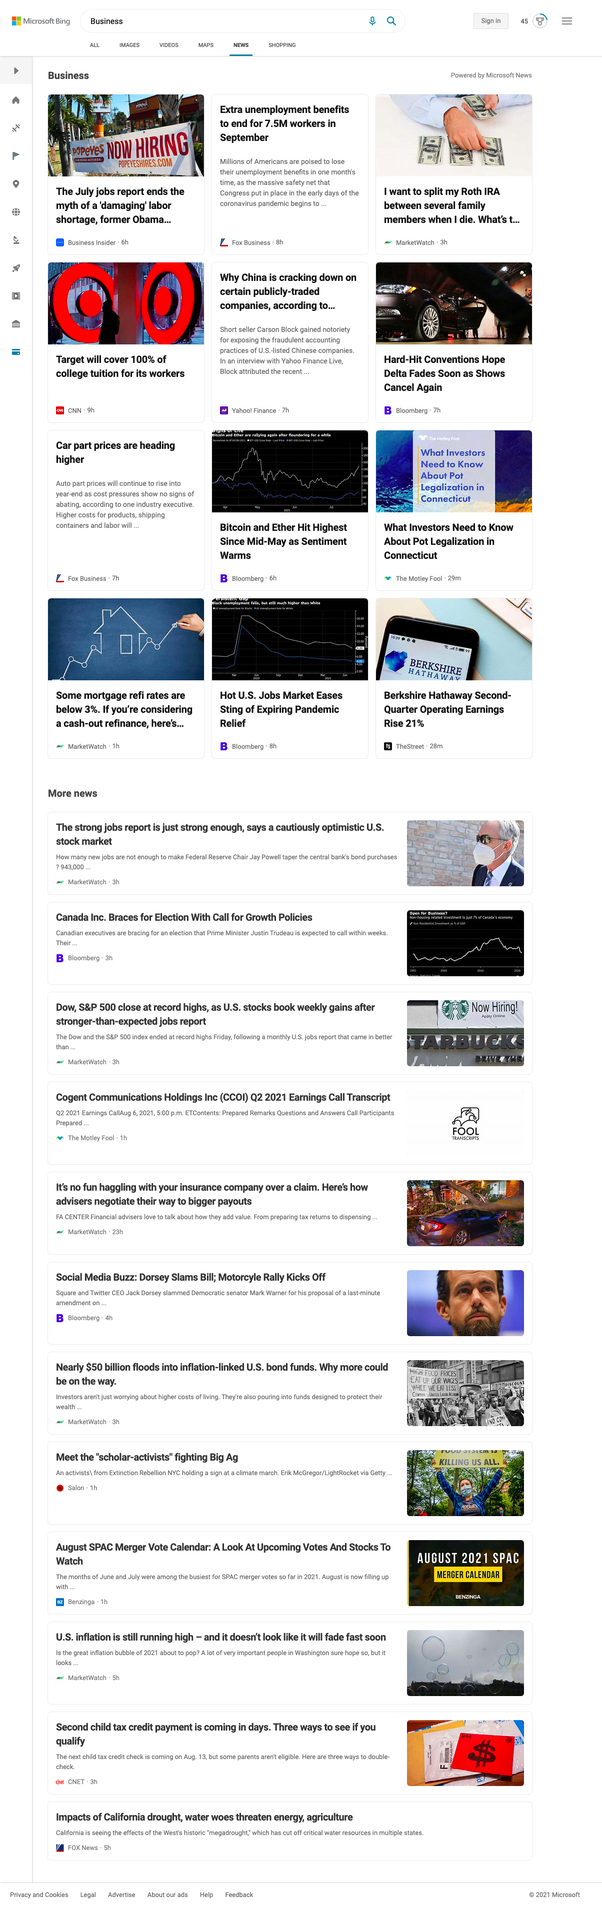 Microsoft Bing
Business
Sign in
45
ALL IMAGES VIDEOS MAPS NEWS SHOPPING
Business
Powered by Microsoft News
POPEYES NOW HIRING
POPEYESHIRES.COM
The July jobs report ends the
myth of a 'damaging' labor
shortage, former Obama...
Business Insider · 6h
Extra unemployment benefits
to end for 7.5M workers in
September
Millions of Americans are poised to lose
their unemployment benefits in one month's
time, as the massive safety net that
Congress put in place in the early days of the
coronavirus pandemic begins to ...
Fox Business · 8h
I want to split my Roth IRA
between several family
members when I die. What's t...
MarketWatch · 3h
Target will cover 100% of
college tuition for its workers
CNN · 9h
Why China is cracking down on
certain publicly-traded
companies, according to...
Short seller Carson Block gained notoriety
for exposing the fraudulent accounting
practices of U.S.-listed Chinese companies.
In an interview with Yahoo Finance Live,
Block attributed the recent ...
Yahoo! Finance · 7h
Hard-Hit Conventions Hope
Delta Fades Soon as Shows
Cancel Again
Bloomberg · 7h
Car part prices are heading
higher
Auto part prices will continue to rise into
year-end as cost pressures show no signs of
abating, according to one industry executive.
Higher costs for products, shipping
containers and labor will ...
Fox Business · 7h
Bitcoin and Ether are rallying again after floundering for a while
Bitcoin and Ether Hit Highest
Since Mid-May as Sentiment
Warms
Bloomberg · 6h
The Motley Fool
What Investors
Need to Know
About Pot
Legalization in
Connecticut
What Investors Need to Know
About Pot Legalization in
Connecticut
The Motley Fool · 29m
Some mortgage refi rates are
below 3%. If you're considering
a cash-out refinance, here's...
MarketWatch · 1h
Black unemployment falls, but still much higher than White
Hot U.S. Jobs Market Eases
Sting of Expiring Pandemic
Relief
Bloomberg · 8h
BERKSHIRE
HATHAWAY
Berkshire Hathaway Second-
Quarter Operating Earnings
Rise 21%
TheStreet · 28m
More news
The strong jobs report is just strong enough, says a cautiously optimistic U.S.
stock market
How many new jobs are not enough to make Federal Reserve Chair Jay Powell taper the central bank's bond purchases
? 943,000 ...
MarketWatch · 3h
Canada Inc. Braces for Election With Call for Growth Policies
Canadian executives are bracing for an election that Prime Minister Justin Trudeau is expected to call within weeks.
Their ...
Bloomberg · 3h
Open for Business?
Non-housing related investment is just 7% of Canada's economy
Dow, S&P 500 close at record highs, as U.S. stocks book weekly gains after
stronger-than-expected jobs report
The Dow and the S&P 500 index ended at record highs Friday, following a monthly U.S. jobs report that came in better
than ...
MarketWatch · 3h
Now Hiring!
Apply Online
STARBUCKS
DRIVE
Cogent Communications Holdings Inc (CCOI) Q2 2021 Earnings Call Transcript
Q2 2021 Earnings CallAug 6, 2021, 5:00 p.m. ETContents: Prepared Remarks Questions and Answers Call Participants
Prepared ...
The Motley Fool · 1h
FOOL
TRANSCRIPTS
It's no fun haggling with your insurance company over a claim. Here's how
advisers negotiate their way to bigger payouts
FA CENTER Financial advisers love to talk about how they add value. From preparing tax returns to dispensing ...
MarketWatch · 23h
Social Media Buzz: Dorsey Slams Bill; Motorcyle Rally Kicks Off
Square and Twitter CEO Jack Dorsey slammed Democratic senator Mark Warner for his proposal of a last-minute
amendment on ...
Bloomberg · 4h
Nearly $50 billion floods into inflation-linked U.S. bond funds. Why more could
be on the way.
Investors aren't just worrying about higher costs of living. They're also pouring into funds designed to protect their
wealth ...
MarketWatch · 3h
HIGH FOOD PRICES
EAT UP OUR WAGES
WHILE WE EAT LESS
Meet the "scholar-activists" fighting Big Ag
An activists\ from Extinction Rebellion NYC holding a sign at a climate march. Erik McGregor/LightRocket via Getty ...
Salon · 1h
FOOD SYSTEM IS
KILLING US ALL.
August SPAC Merger Vote Calendar: A Look At Upcoming Votes And Stocks To
Watch
The months of June and July were among the busiest for SPAC merger votes so far in 2021. August is now filling up
with ...
Benzinga · 1h
AUGUST 2021 SPAC
MERGER CALENDAR
BENZINGA
U.S. inflation is still running high – and it doesn't look like it will fade fast soon
Is the great inflation bubble of 2021 about to pop? A lot of very important people in Washington sure hope so, but it
looks ...
MarketWatch · 5h
Second child tax credit payment is coming in days. Three ways to see if you
qualify
The next child tax credit check is coming on Aug. 13, but some parents aren't eligible. Here are three ways to double-
check.
CNET · 3h
Impacts of California drought, water woes threaten energy, agriculture
California is seeing the effects of the West's historic "megadrought," which has cut off critical water resources in multiple states.
FOX News · 5h
Privacy and Cookies Legal Advertise About our ads Help Feedback
© 2021 Microsoft